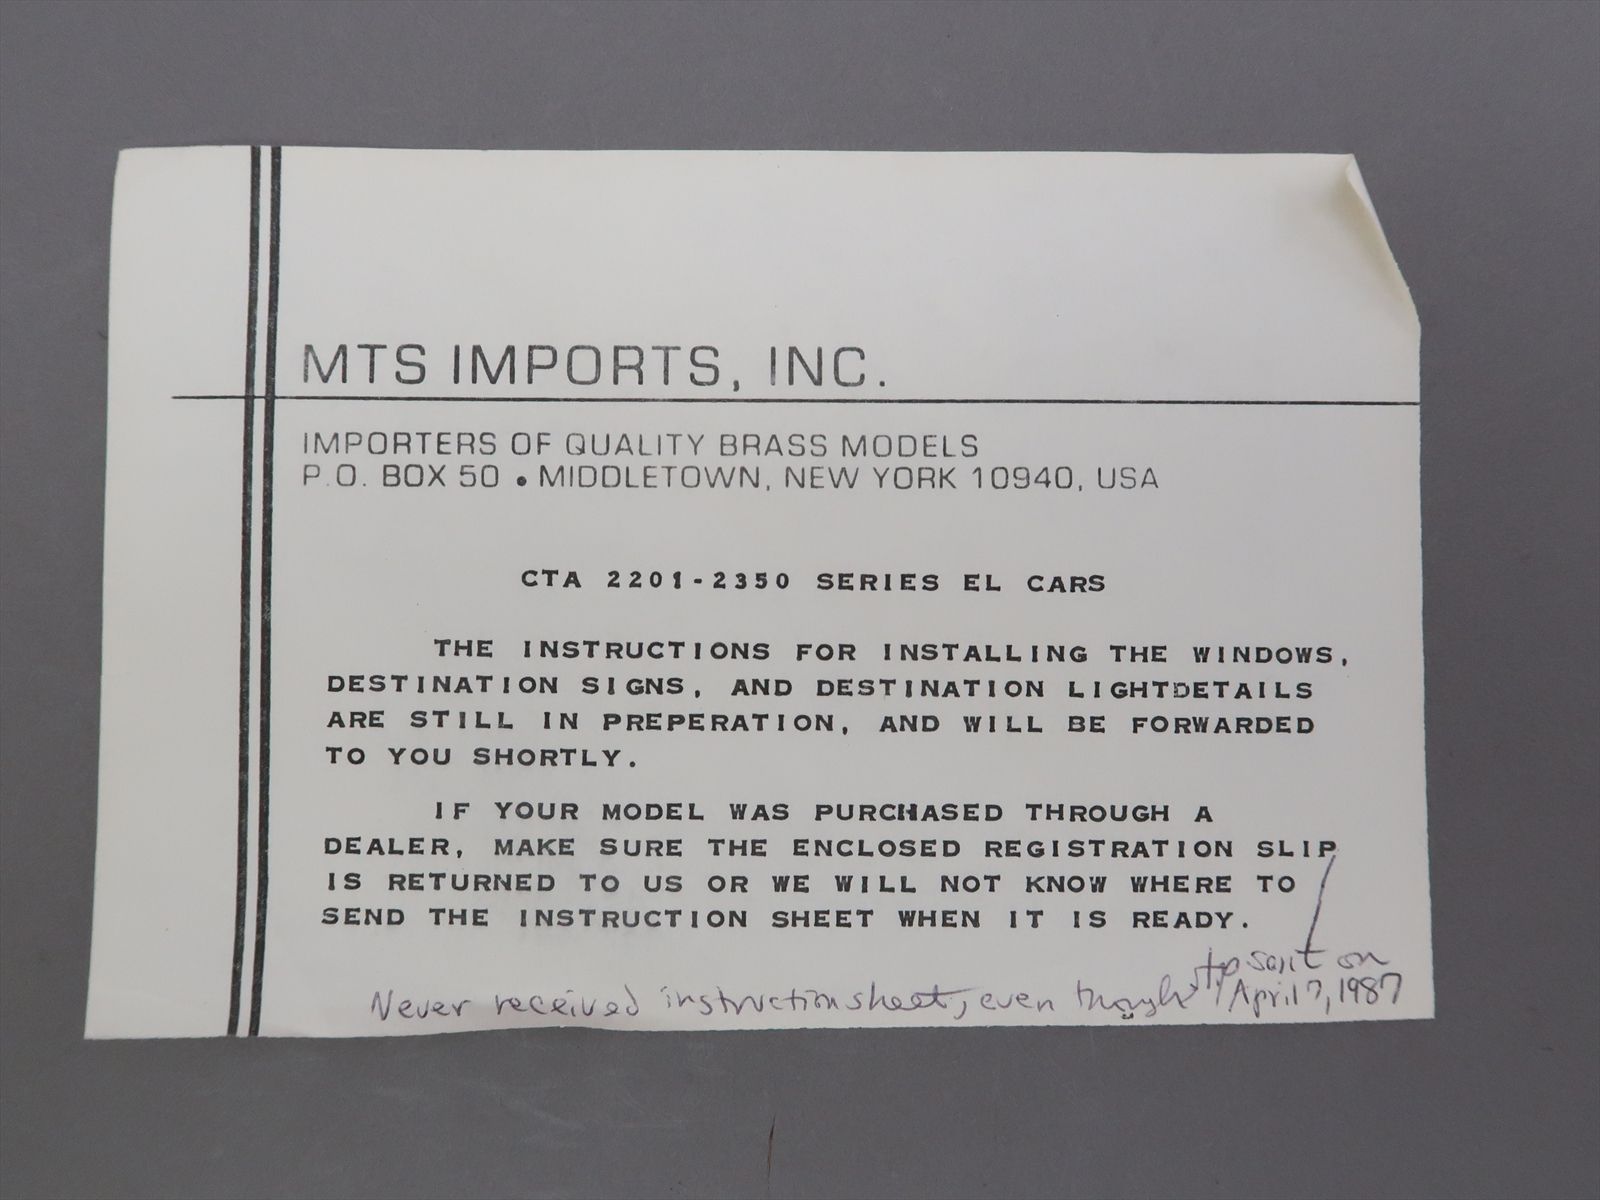 MTS IMPORTS, INC.
IMPORTERS OF QUALITY BRASS MODELS
P.O. BOX 50 • MIDDLETOWN, NEW YORK 10940, USA
CTA 2201-2350 SERIES EL CARS
THE INSTRUCTIONS FOR INSTALLING THE WINDOWS,
DESTINATION SIGNS, AND DESTINATION LIGHTDETAILS
ARE STILL IN PREPERATION, AND WILL BE FORWARDED
TO YOU SHORTLY.
IF YOUR MODEL WAS PURCHASED THROUGH A
DEALER, MAKE SURE THE ENCLOSED REGISTRATION SLIP
IS RETURNED TO US OR WE WILL NOT KNOW WHERE TO
SEND THE INSTRUCTION SHEET WHEN IT IS READY.
sent on
Never received instruction sheet, even though April 7, 1987